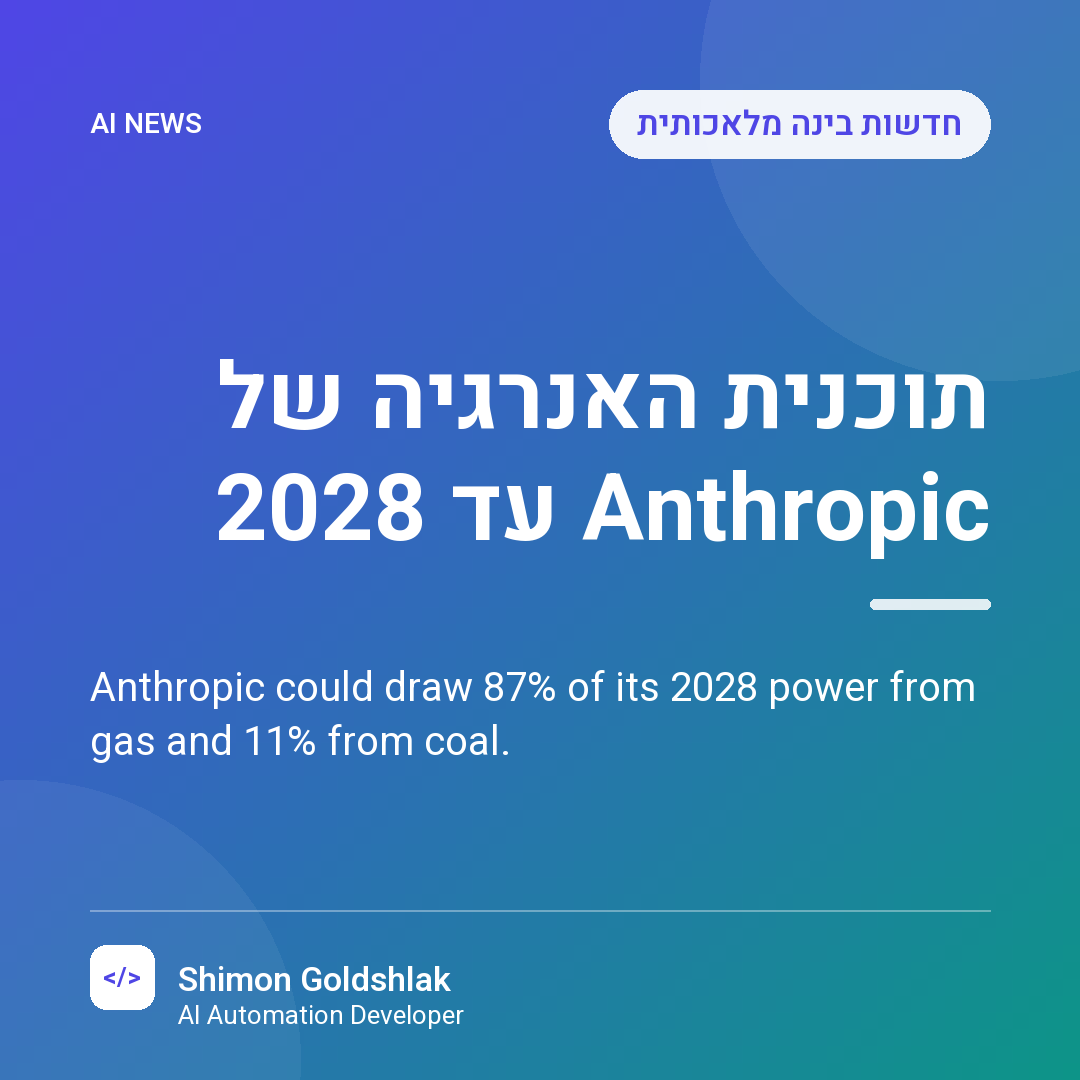 AI NEWS
חדשות בינה מלאכותית
תוכנית האנרגיה של
Anthropic עד 2028
Anthropic could draw 87% of its 2028 power from
gas and 11% from coal.
</>
Shimon Goldshlak
AI Automation Developer